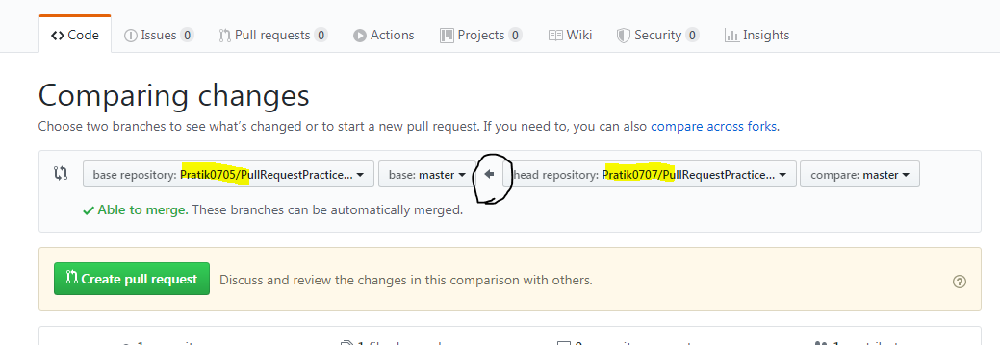 Code Issues 0 Pull requests 0 Actions Projects 0 Wiki Security 0 Insights
Comparing changes
Choose two branches to see what's changed or to start a new pull request. If you need to, you can also compare across forks.
base repository: Pratik0705/PullRequestPractice... base: master head repository: Pratik0707/PullRequestPractice... compare: master
Able to merge. These branches can be automatically merged.
Create pull request Discuss and review the changes in this comparison with others.